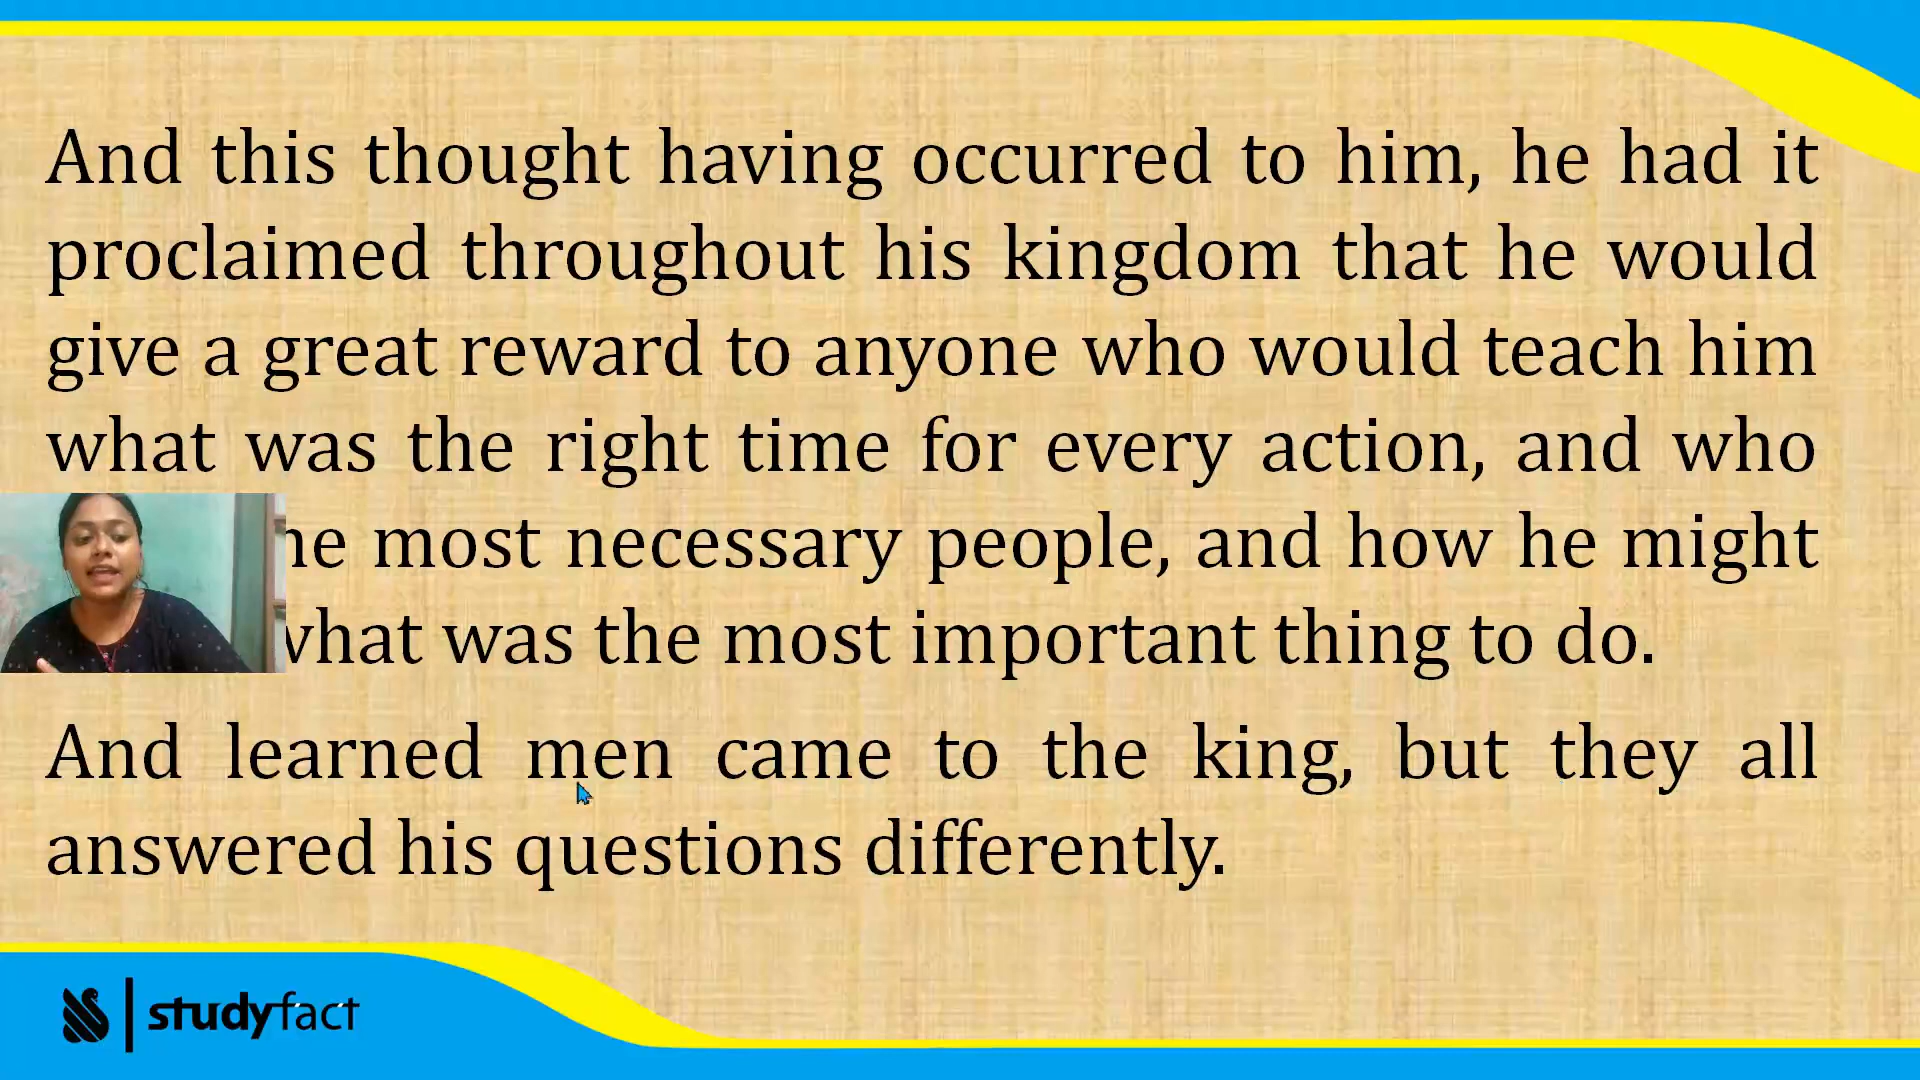 And this thought having occurred to him, he had it
proclaimed throughout his kingdom that he would
give a great reward to anyone who would teach him
what was the right time for every action, and who
most necessary people, and how he might
what was the most important thing to do.
And learned men came to the king, but they all
answered his questions differently.
studyfact